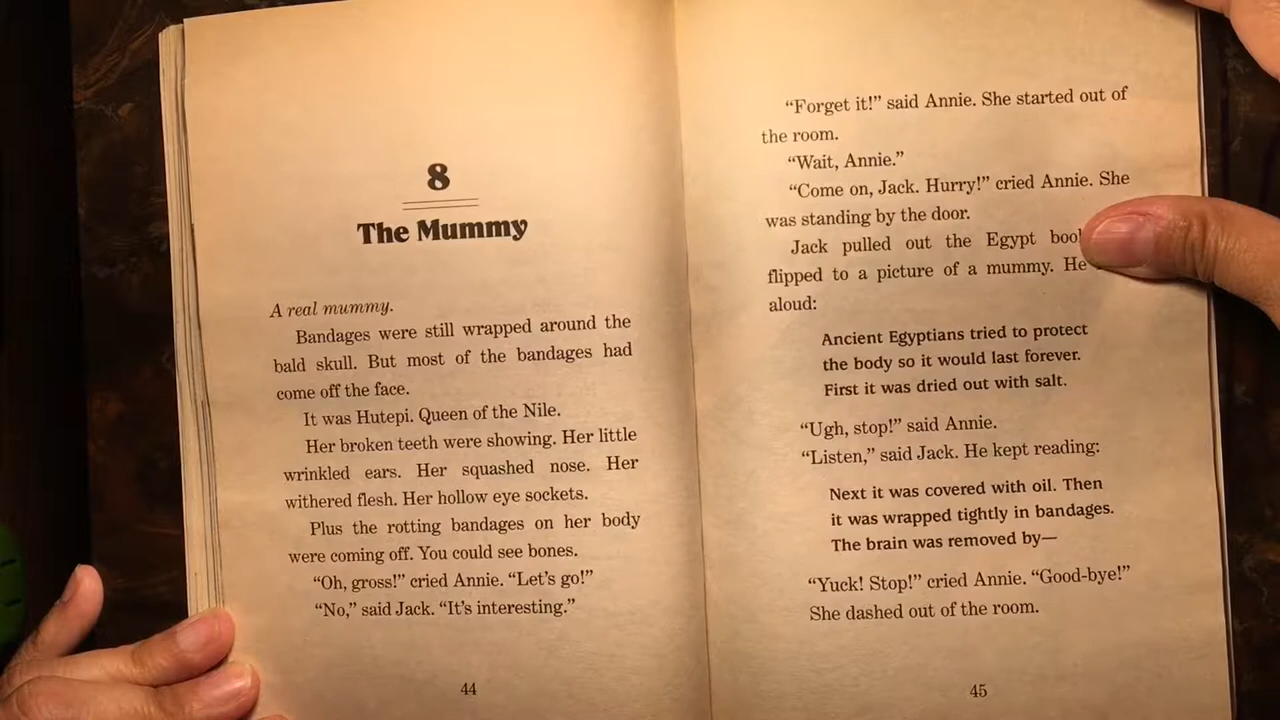 8
The Mummy
A real mummy.
Bandages were still wrapped around the
bald skull. But most of the bandages had
come off the face.
It was Hutepi. Queen of the Nile.
Her broken teeth were showing. Her little
wrinkled ears. Her squashed nose. Her
withered flesh. Her hollow eye sockets.
Plus the rotting bandages on her body
were coming off. You could see bones.
“Oh, gross!” cried Annie. “Let’s go!”
“No,” said Jack. “It’s interesting.”
44
“Forget it!” said Annie. She started out of
the room.
“Wait, Annie.”
“Come on, Jack. Hurry!” cried Annie. She
was standing by the door.
Jack pulled out the Egypt
flipped to a picture of a mummy. He
aloud:
Ancient Egyptians tried to protect
the body so it would last forever.
First it was dried out with salt.
“Ugh, stop!” said Annie.
“Listen,” said Jack. He kept reading:
Next it was covered with oil. Then
it was wrapped tightly in bandages.
The brain was removed by—
“Yuck! Stop!” cried Annie. “Good-bye!”
She dashed out of the room.
45